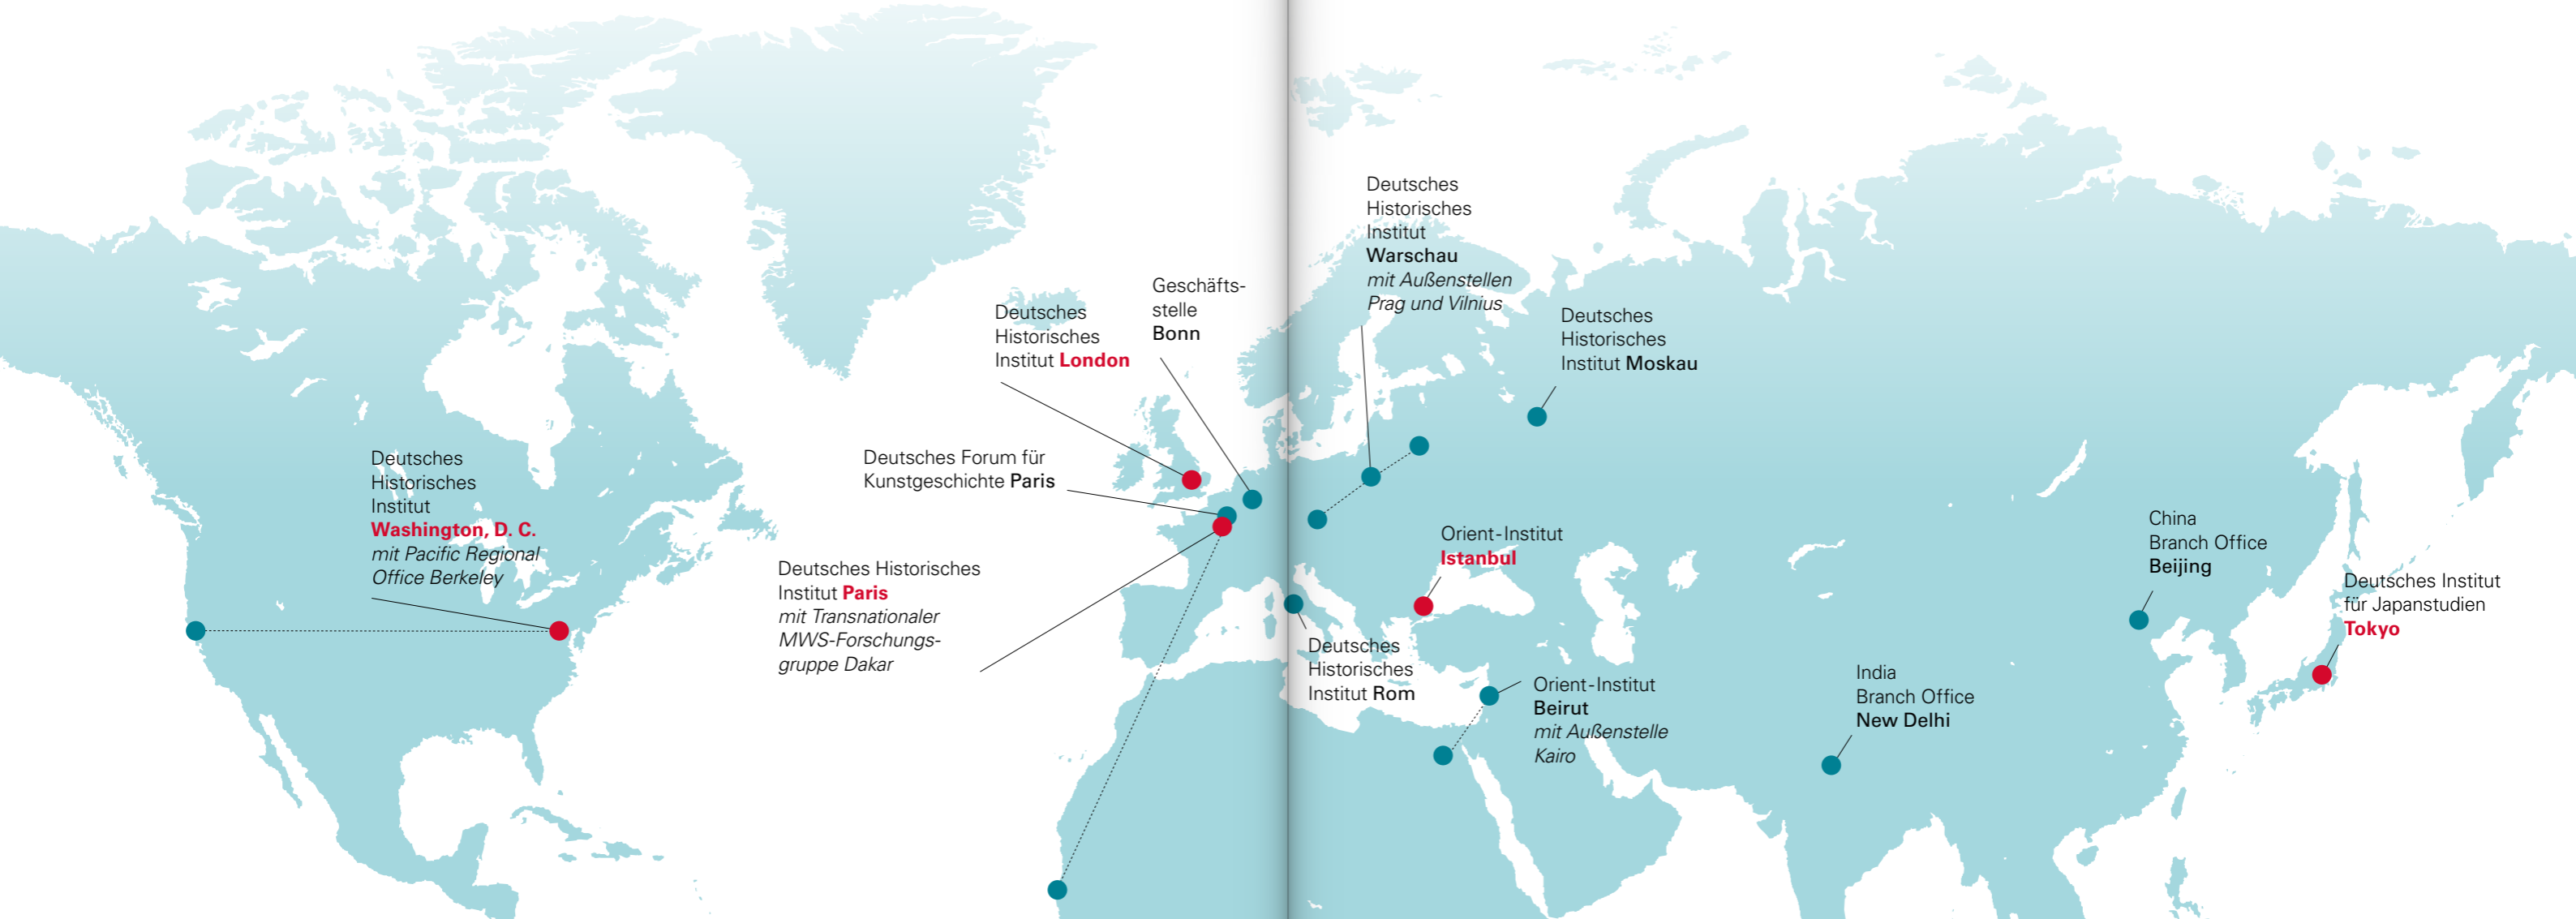 Deutsches
Historisches
Institut
Washington, D. C.
mit Pacific Regional
Office Berkeley
Deutsches
Historisches
Institut London
Geschäfts-
stelle
Bonn
Deutsches Forum für
Kunstgeschichte Paris
Deutsches Historisches
Institut Paris
mit Transnationaler
MWS-Forschungs-
gruppe Dakar
Deutsches
Historisches
Institut
Warschau
mit Außenstellen
Prag und Vilnius
Deutsches
Historisches
Institut Moskau
Orient-Institut
Istanbul
Deutsches
Historisches
Institut Rom
Orient-Institut
Beirut
mit Außenstelle
Kairo
India
Branch Office
New Delhi
China
Branch Office
Beijing
Deutsches Institut
für Japanstudien
Tokyo